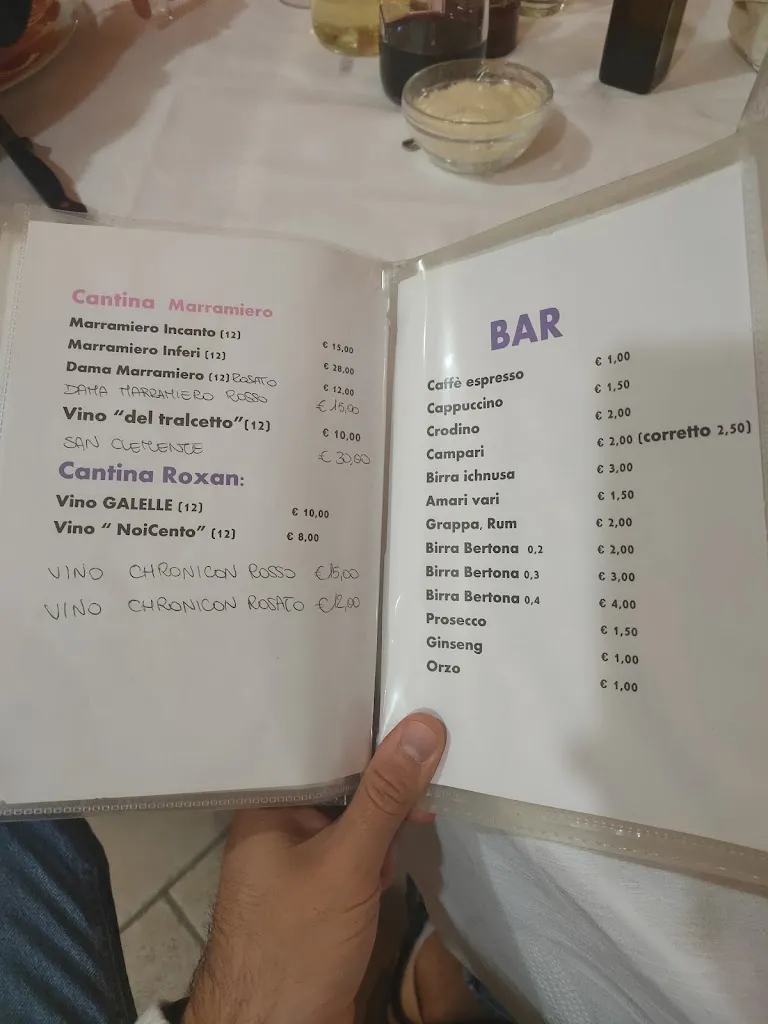 Cantina Marramiero
Marramiero Incanto (12) € 15,00
Marramiero Inferi (12) € 28,00
Dama Marramiero (12) ROSATO € 12,00
DAMA MARRAMIERO ROSSO € 15,00
Vino “del tralcetto”(12) € 10,00
SAN CLEMENTE € 30,00
Cantina Roxan:
Vino GALELLE (12) € 10,00
Vino “ NoiCento” (12) € 8,00
VINO CHRONICON ROSSO €15,00
VINO CHRONICON ROSATO €12,00
BAR
Caffè espresso € 1,00
Cappuccino € 1,50
Crodino € 2,00
Campari € 2,00 (corretto 2,50)
Birra ichnusa € 3,00
Amari vari € 1,50
Grappa, Rum € 2,00
Birra Bertona 0,2 € 2,00
Birra Bertona 0,3 € 3,00
Birra Bertona 0,4 € 4,00
Prosecco € 1,50
Ginseng € 1,00
Orzo € 1,00